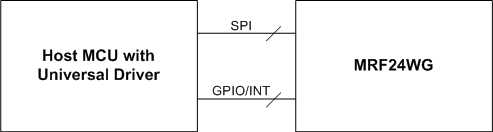 Host MCU with
Universal Driver
SPI
GPIO/INT
MRF24WG